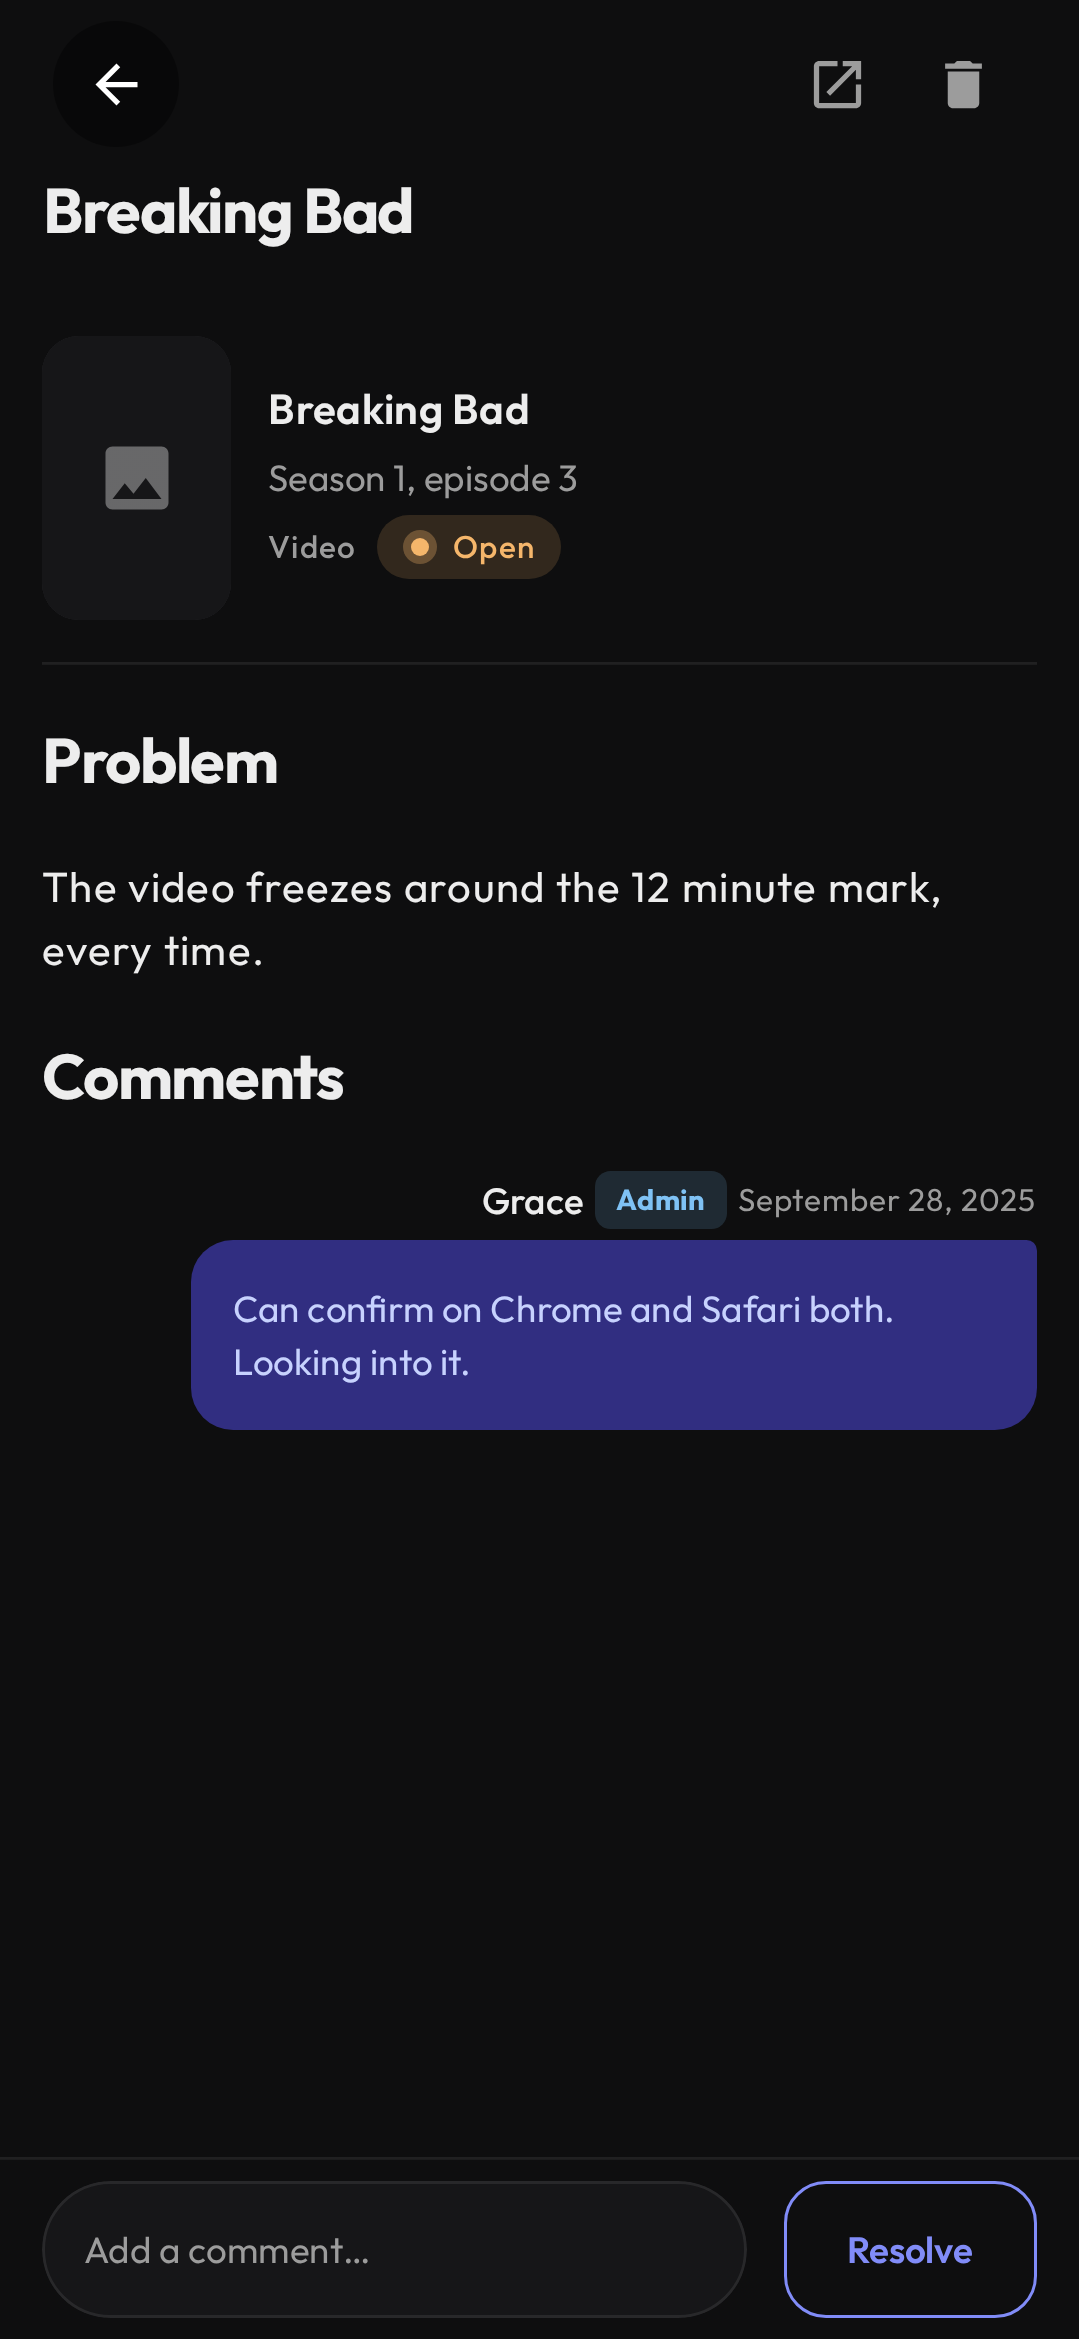 Breaking Bad
Breaking Bad
Season 1, episode 3
Video
Open
Problem
The video freezes around the 12 minute mark,
every time.
Comments
Grace Admin September 28, 2025
Can confirm on Chrome and Safari both.
Looking into it.
Add a comment...
Resolve